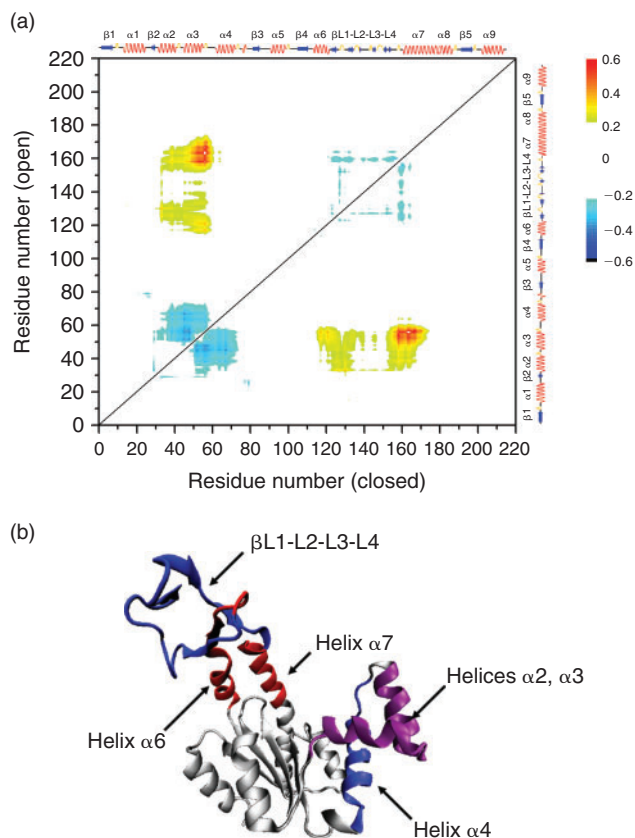 (a)
β1 α1 β2 α2 α3 α4 β3 α5 β4 α6 βL1-L2-L3-L4 α7 α8 β5 α9
220
200
180
160
140
120
100
80
60
40
20
0
Residue number (open)
0 20 40 60 80 100 120 140 160 180 200 220
Residue number (closed)
0.6
0.4
0.2
0
−0.2
−0.4
−0.6
β1 α1 β2 α2 α3 α4 β3 α5 β4 α6 βL1-L2-L3-L4 α7 α8 β5 α9
(b)
βL1-L2-L3-L4
Helix α7
Helices α2, α3
Helix α6
Helix α4